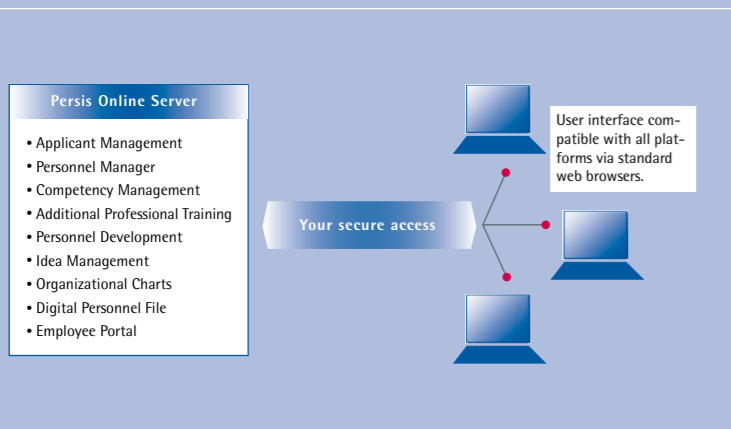 Persis Online Server
• Applicant Management
• Personnel Manager
• Competency Management
• Additional Professional Training
• Personnel Development
• Idea Management
• Organizational Charts
• Digital Personnel File
• Employee Portal
Your secure access
User interface com-
patible with all plat-
forms via standard
web browsers.